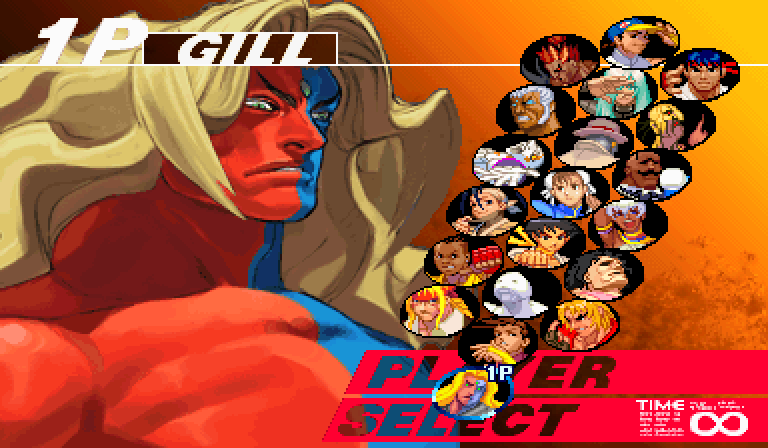 1P GILL
1P
PLAYER
SELECT
TIME ∞